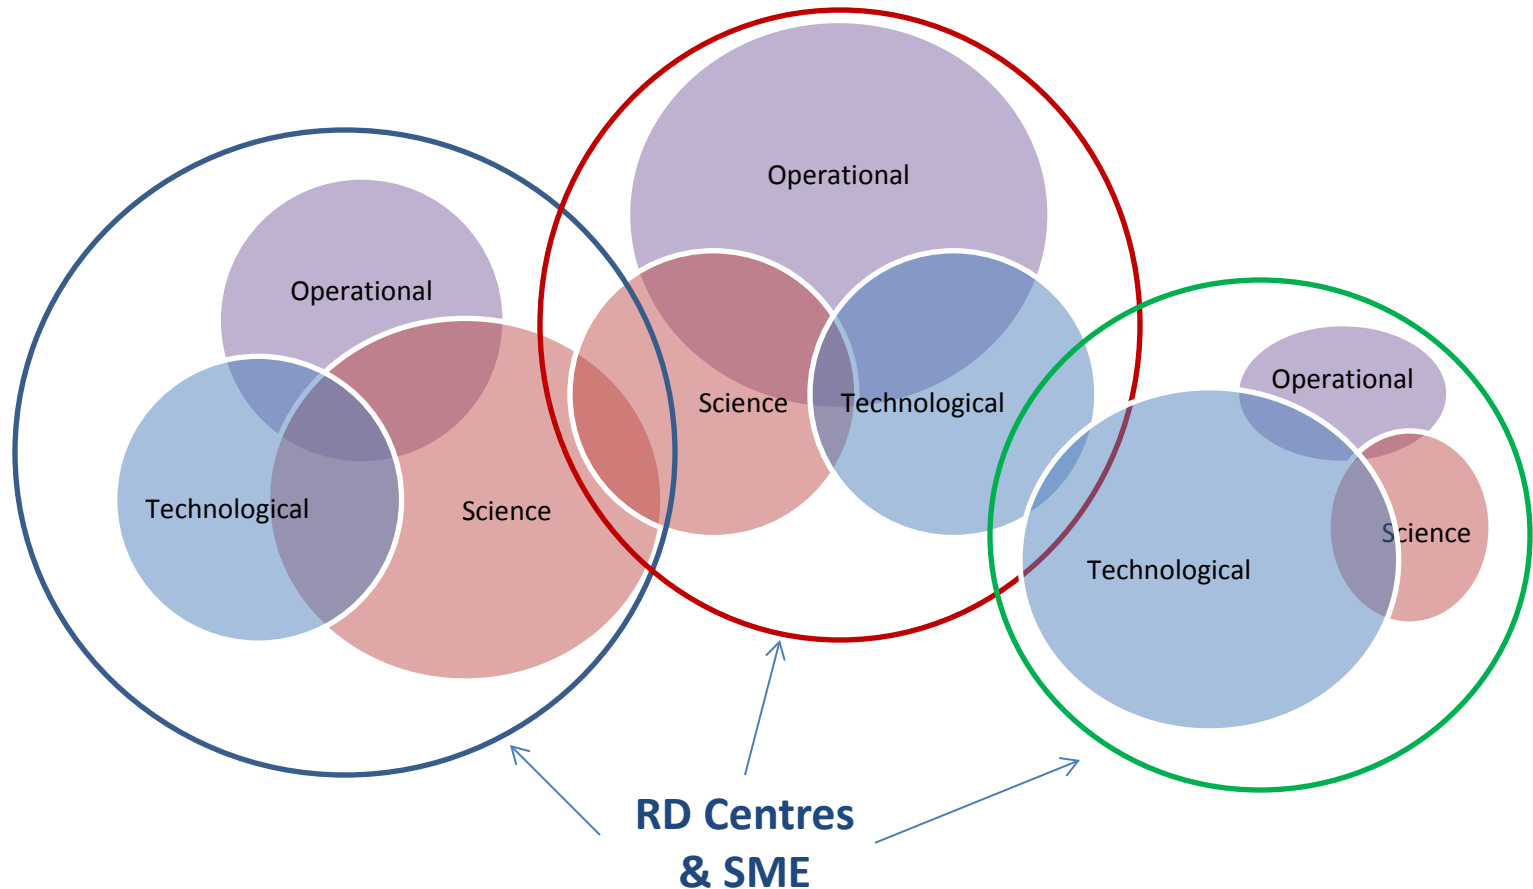 Operational
Technological
Science
Operational
Science
Technological
Operational
Technological
Science
RD Centres
& SME